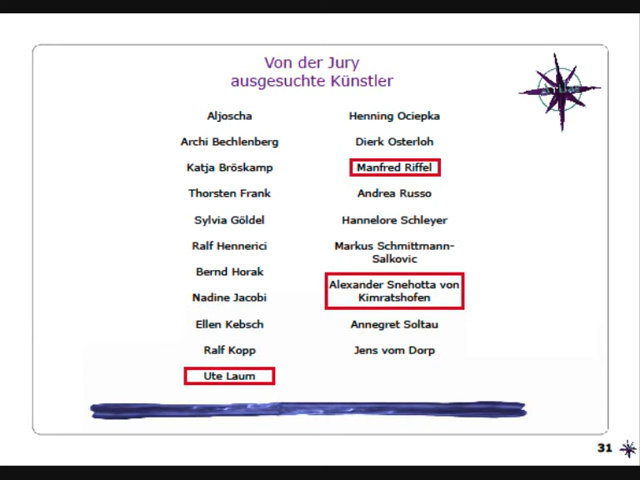 Von der Jury
ausgesuchte Künstler
Aljoscha
Archi Bechlenberg
Katja Bröskamp
Thorsten Frank
Sylvia Göldel
Ralf Hennerici
Bernd Horak
Nadine Jacobi
Ellen Kebsch
Ralf Kopp
Ute Laum
Henning Ociepka
Dierk Osterloh
Manfred Riffel
Andrea Russo
Hannelore Schleyer
Markus Schmittmann-
Salkovic
Alexander Snehotta von
Kimratshofen
Annegret Soltau
Jens vom Dorp
31